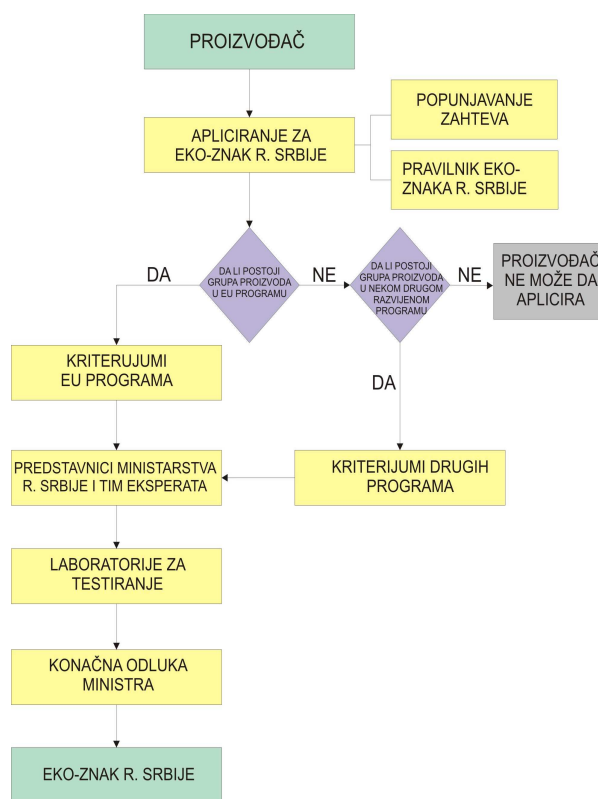 PROIZVOĐAČ
APLICIRANJE ZA
EKO-ZNAK R. SRBIJE
POPUNJAVANJE
ZAHTEVA
PRAVILNIK EKO-
ZNAKA R. SRBIJE
DA
DA LI POSTOJI
GRUPA PROIZVODA
U EU PROGRAMU
NE
DA LI POSTOJI
GRUPA PROIZVODA
U NEKOM DRUGOM
RAZVIJENOM
PROGRAMU
NE
PROIZVOĐAČ
NE MOŽE DA
APLICIRA
KRITERUJUMI
EU PROGRAMA
DA
PREDSTAVNICI MINISTARSTVA
R. SRBIJE I TIM EKSPERATA
KRITERIJUMI DRUGIH
PROGRAMA
LABORATORIJE ZA
TESTIRANJE
KONAČNA ODLUKA
MINISTRA
EKO-ZNAK R. SRBIJE